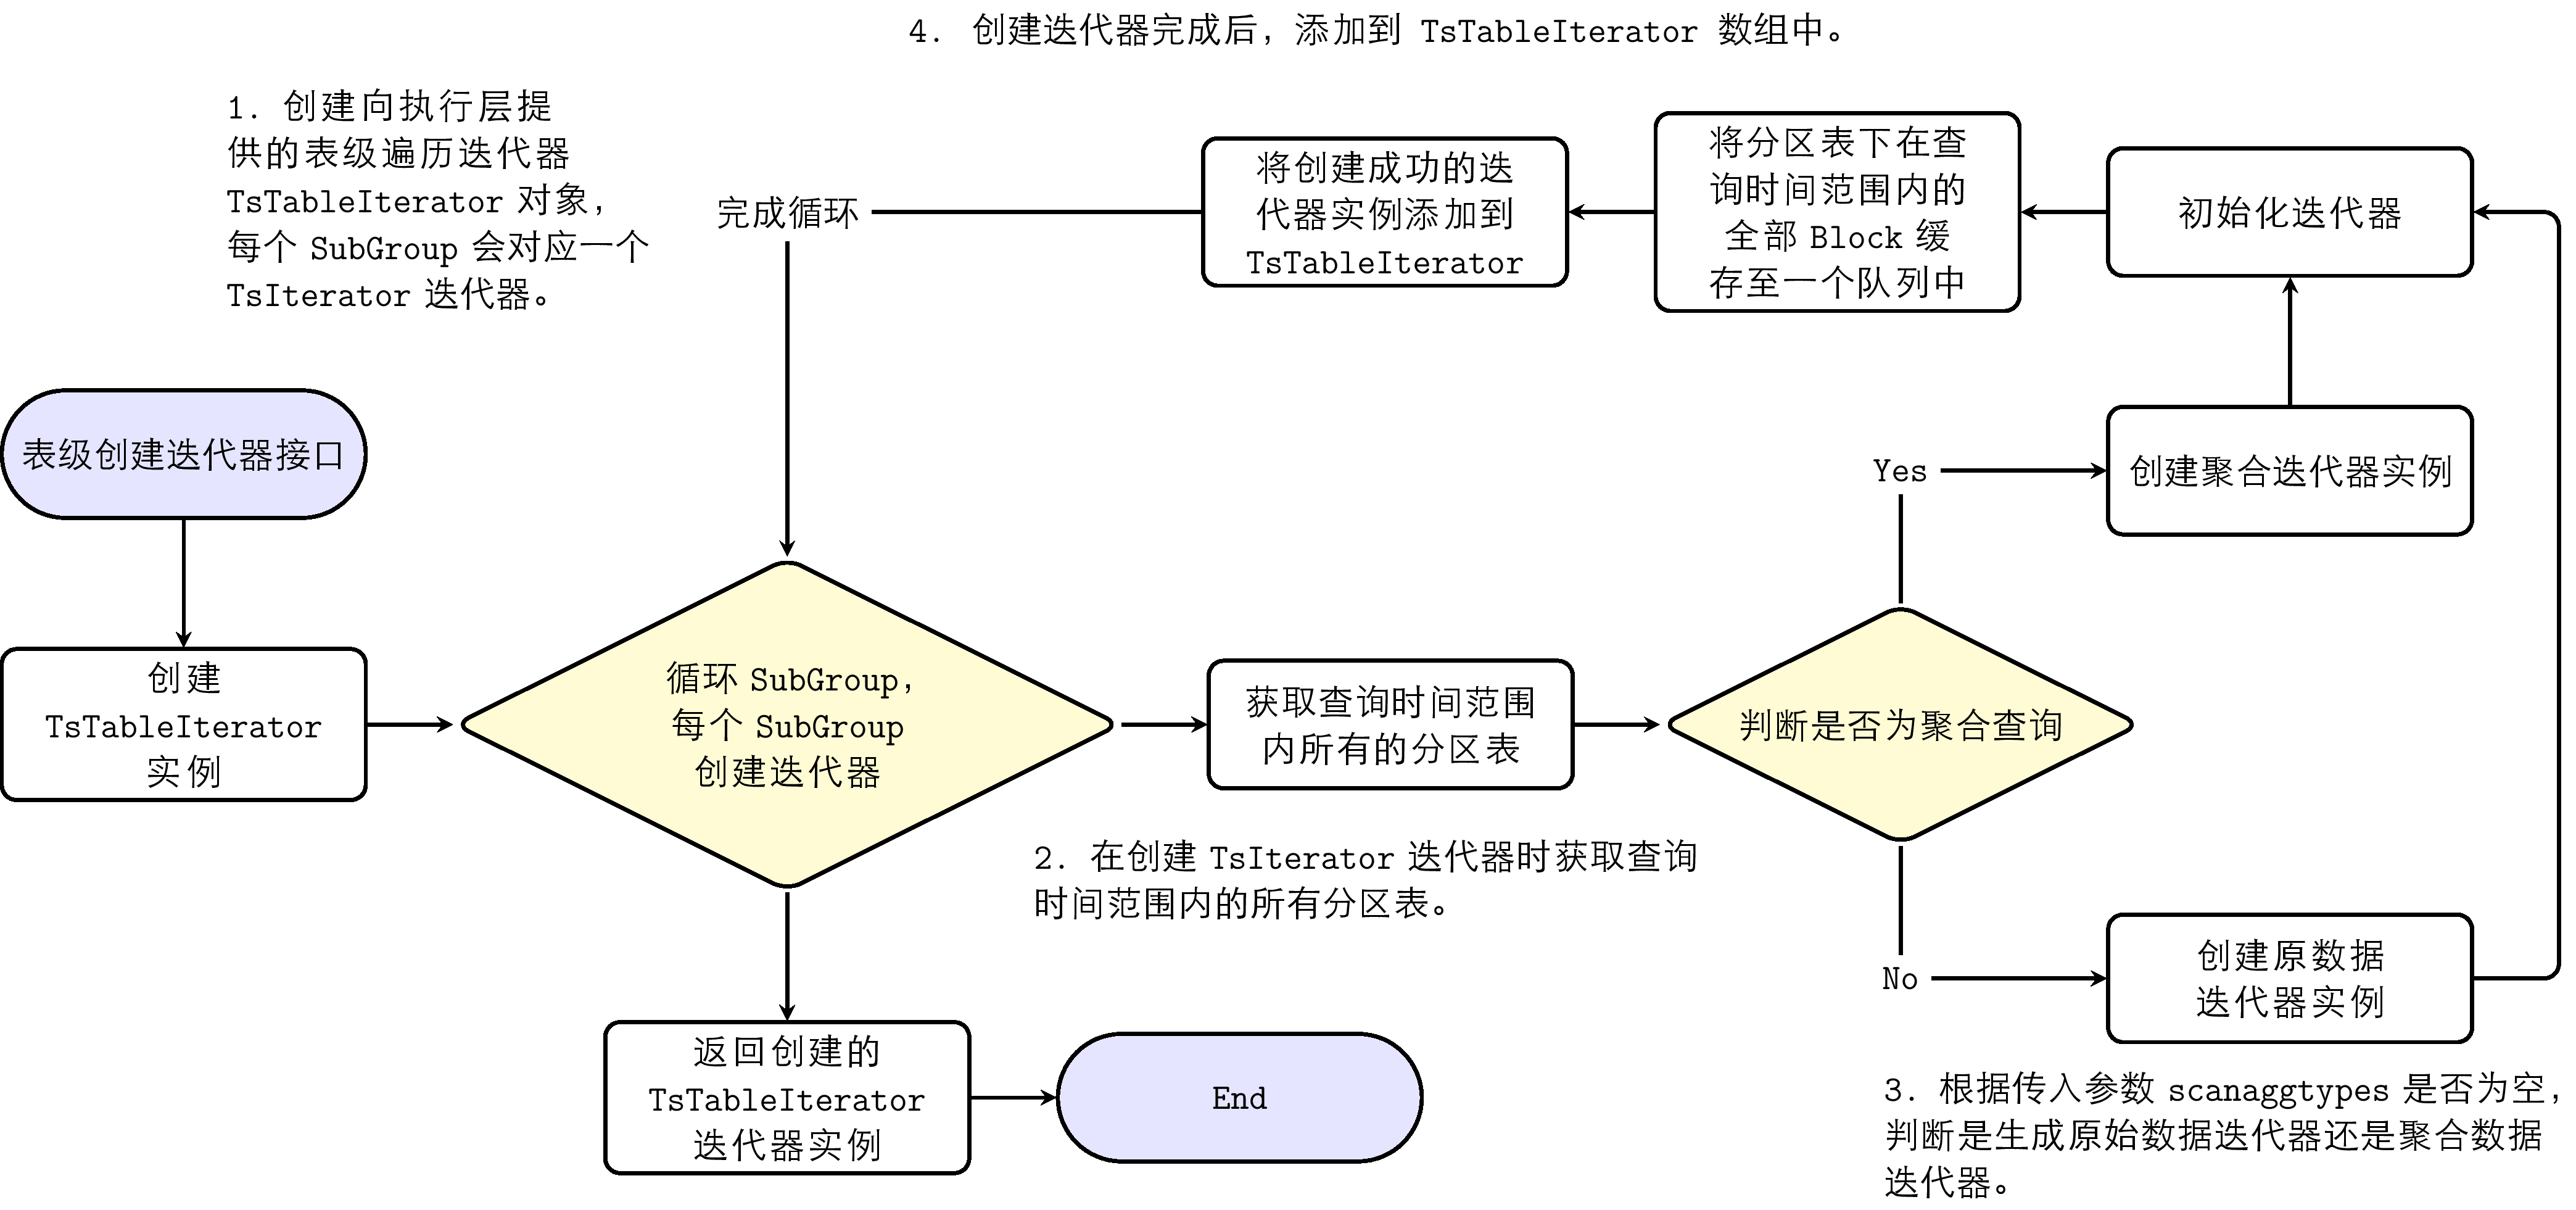 4. 创建迭代器完成后，添加到 TsTableIterator 数组中。
1. 创建向执行层提
供的表级遍历迭代器
TsTableIterator 对象，
每个 SubGroup 会对应一个
TsIterator 迭代器。
完成循环
将创建成功的迭
代器实例添加到
TsTableIterator
将分区表下在查
询时间范围内的
全部 Block 缓
存至一个队列中
初始化迭代器
表级创建迭代器接口
Yes
创建聚合迭代器实例
创建
TsTableIterator
实例
循环 SubGroup，
每个 SubGroup
创建迭代器
获取查询时间范围
内所有的分区表
判断是否为聚合查询
2. 在创建 TsIterator 迭代器时获取查询
时间范围内的所有分区表。
No
创建原数据
迭代器实例
返回创建的
TsTableIterator
迭代器实例
End
3. 根据传入参数 scanaggtypes 是否为空，
判断是生成原始数据迭代器还是聚合数据
迭代器。